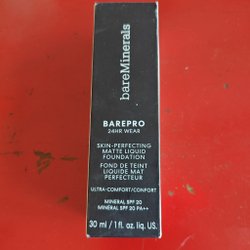 bareMinerals
BAREPRO
24HR WEAR
SKIN-PERFECTING
MATTE LIQUID
FOUNDATION
FOND DE TEINT
LIQUIDE MAT
PERFECTEUR
ULTRA-COMFORT/CONFORT
MINERAL SPF 20
MINÉRAL SPF 20 PA++
30 ml / 1 fl. oz. liq. US.